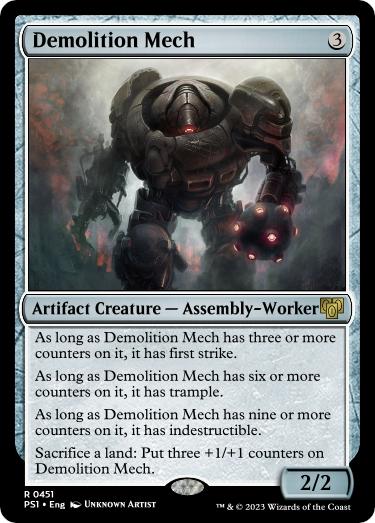 Demolition Mech 3
Artifact Creature — Assembly-Worker
As long as Demolition Mech has three or more
counters on it, it has first strike.
As long as Demolition Mech has six or more
counters on it, it has trample.
As long as Demolition Mech has nine or more
counters on it, it has indestructible.
Sacrifice a land: Put three +1/+1 counters on
Demolition Mech.
2/2
R 0451
PS1 • Eng Unknown Artist
™ & © 2023 Wizards of the Coast